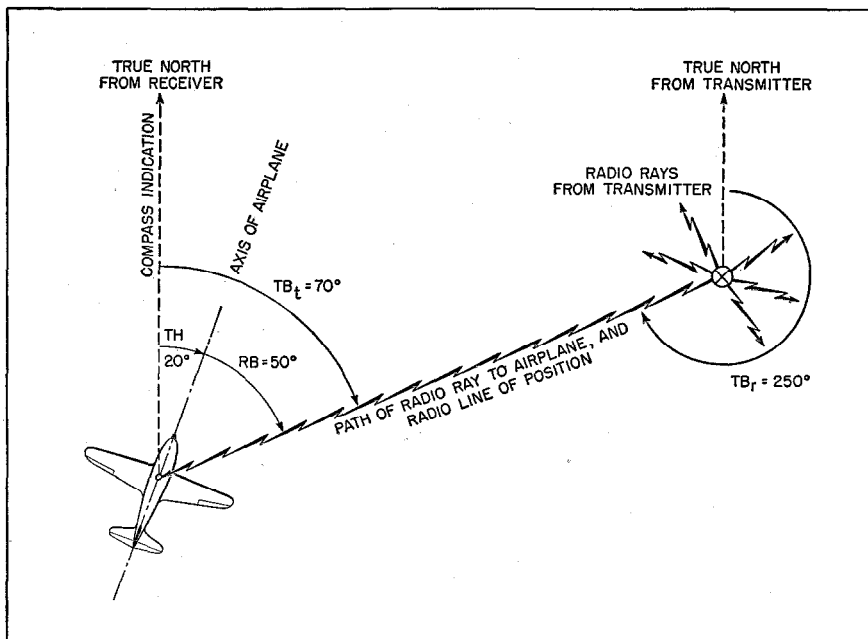 TRUE NORTH
FROM RECEIVER
TRUE NORTH
FROM TRANSMITTER
COMPASS INDICATION
AXIS OF AIRPLANE
RADIO RAYS
FROM TRANSMITTER
TBt = 70°
TH
20°
RB = 50°
PATH OF RADIO RAY TO AIRPLANE, AND
RADIO LINE OF POSITION
TBr = 250°